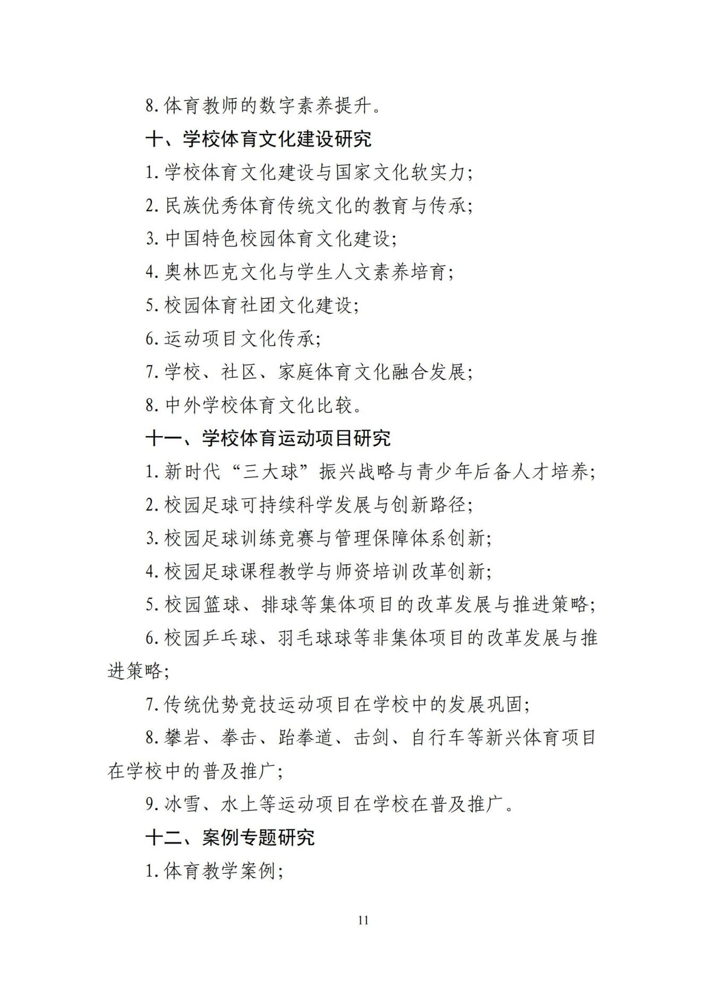 8.体育教师的数字素养提升。
十、学校体育文化建设研究
1.学校体育文化建设与国家文化软实力；
2.民族优秀体育传统文化的教育与传承；
3.中国特色校园体育文化建设；
4.奥林匹克文化与学生人文素养培育；
5.校园体育社团文化建设；
6.运动项目文化传承；
7.学校、社区、家庭体育文化融合发展；
8.中外学校体育文化比较。
十一、学校体育运动项目研究
1.新时代“三大球”振兴战略与青少年后备人才培养；
2.校园足球可持续科学发展与创新路径；
3.校园足球训练竞赛与管理保障体系创新；
4.校园足球课程教学与师资培训改革创新；
5.校园篮球、排球等集体项目的改革发展与推进策略；
6.校园乒乓球、羽毛球球等非集体项目的改革发展与推
进策略；
7.传统优势竞技运动项目在学校中的发展巩固；
8.攀岩、拳击、跆拳道、击剑、自行车等新兴体育项目
在学校中的普及推广；
9.冰雪、水上等运动项目在学校在普及推广。
十二、案例专题研究
1.体育教学案例；
11